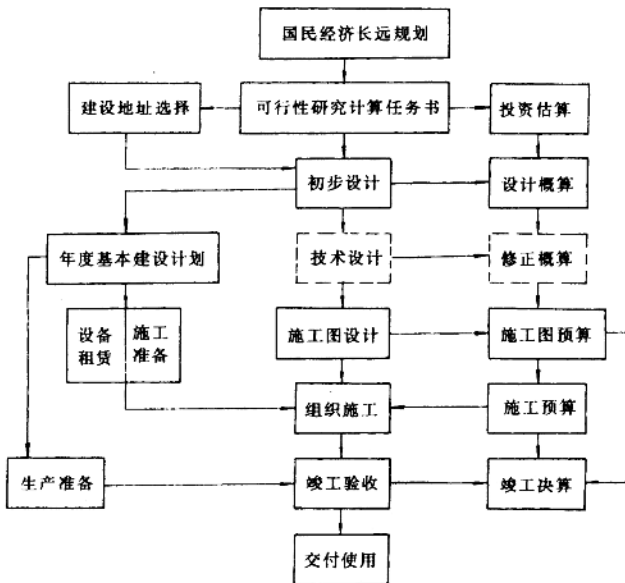 国民经济长远规划
建设地址选择
可行性研究计算任务书
投资估算
初步设计
设计概算
年度基本建设计划
技术设计
修正概算
设备
租赁
施工
准备
施工图设计
施工图预算
组织施工
施工预算
生产准备
竣工验收
竣工决算
交付使用